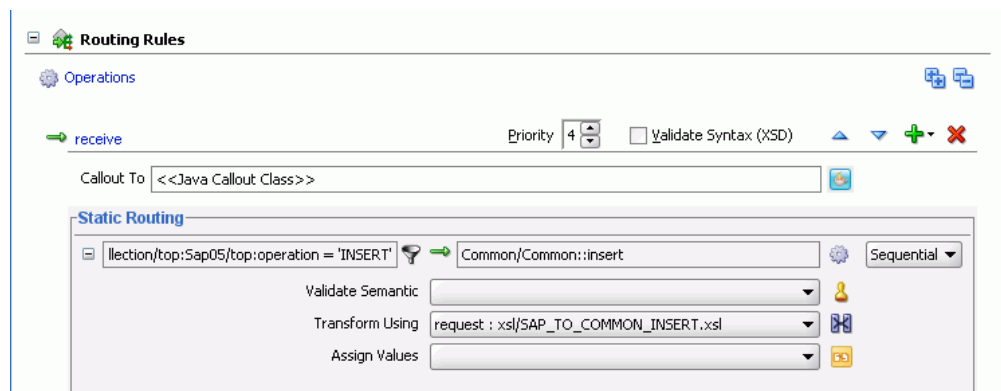 Routing Rules
Operations
receive Priority 4 Validate Syntax (XSD)
Callout To <<Java Callout Class>>
Static Routing
llection/top:Sap05/top:operation = 'INSERT' Common/Common::insert Sequential
Validate Semantic
Transform Using request : xsl/SAP_TO_COMMON_INSERT.xsl
Assign Values